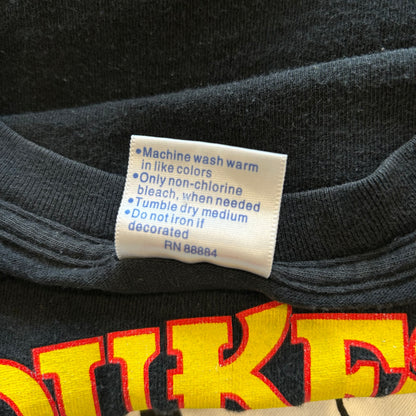 •Machine wash warm
in like colors
•Only non-chlorine
bleach, when needed
•Tumble dry medium
•Do not iron if
decorated
RN 88884
DUKES